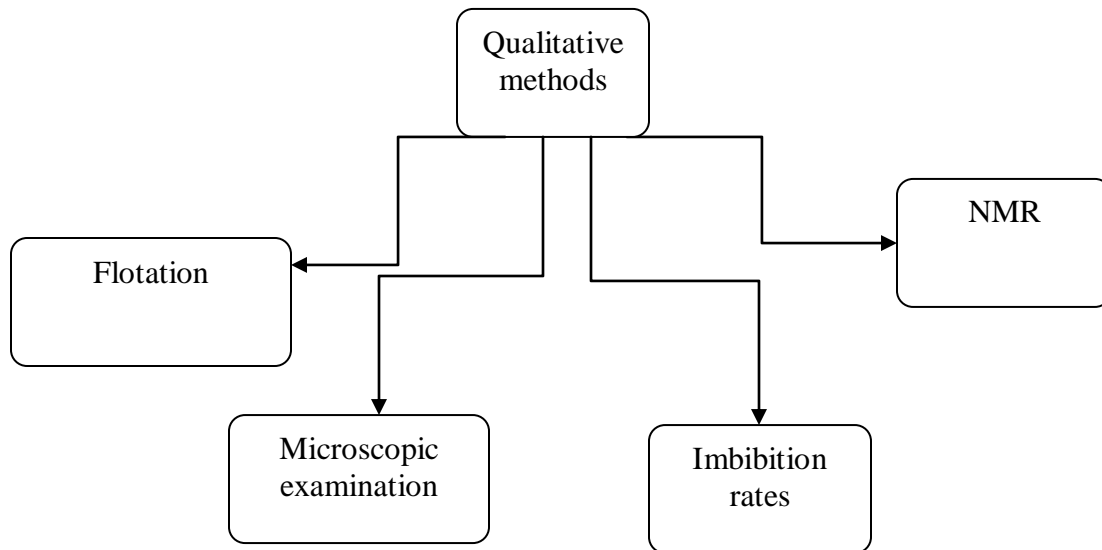 Qualitative
methods
NMR
Flotation
Microscopic
examination
Imbibition
rates